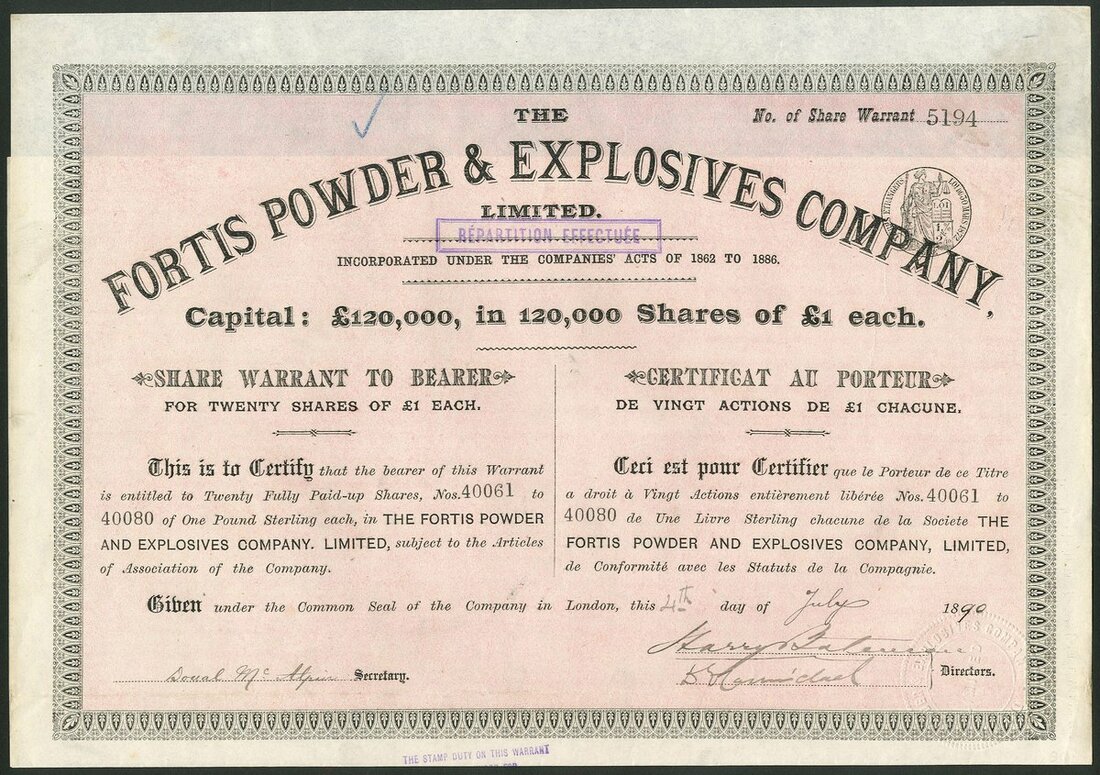 THE
No. of Share Warrant 5194
FORTIS POWDER & EXPLOSIVES COMPANY,
LIMITED.
RÉPARTITION EFFECTUÉE
INCORPORATED UNDER THE COMPANIES' ACTS OF 1862 TO 1886.
Capital: £120,000, in 120,000 Shares of £1 each.
SHARE WARRANT TO BEARER
FOR TWENTY SHARES OF £1 EACH.
This is to Certify that the bearer of this Warrant
is entitled to Twenty Fully Paid-up Shares, Nos. 40061 to
40080 of One Pound Sterling each, in THE FORTIS POWDER
AND EXPLOSIVES COMPANY. LIMITED, subject to the Articles
of Association of the Company.
CERTIFICAT AU PORTEUR
DE VINGT ACTIONS DE £1 CHACUNE.
Ceci est pour Certifier que le Porteur de ce Titre
a droit à Vingt Actions entièrement libérée Nos. 40061 to
40080 de Une Livre Sterling chacune de la Societe THE
FORTIS POWDER AND EXPLOSIVES COMPANY, LIMITED,
de Conformité avec les Statuts de la Compagnie.
Given under the Common Seal of the Company in London, this 4th day of July 1890
Harry Bateman
Donal Mc Alpin Secretary.
Directors.
THE STAMP DUTY ON THIS WARRANT